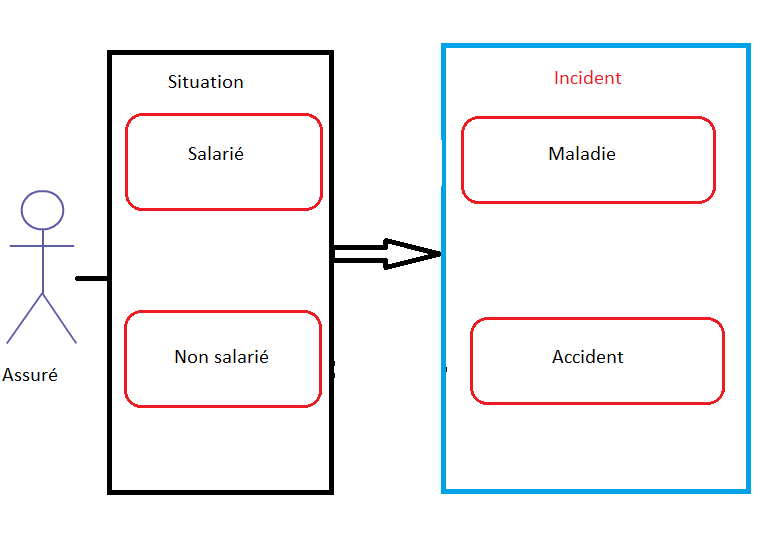 Situation
Salarié
Non salarié
Assuré
Incident
Maladie
Accident